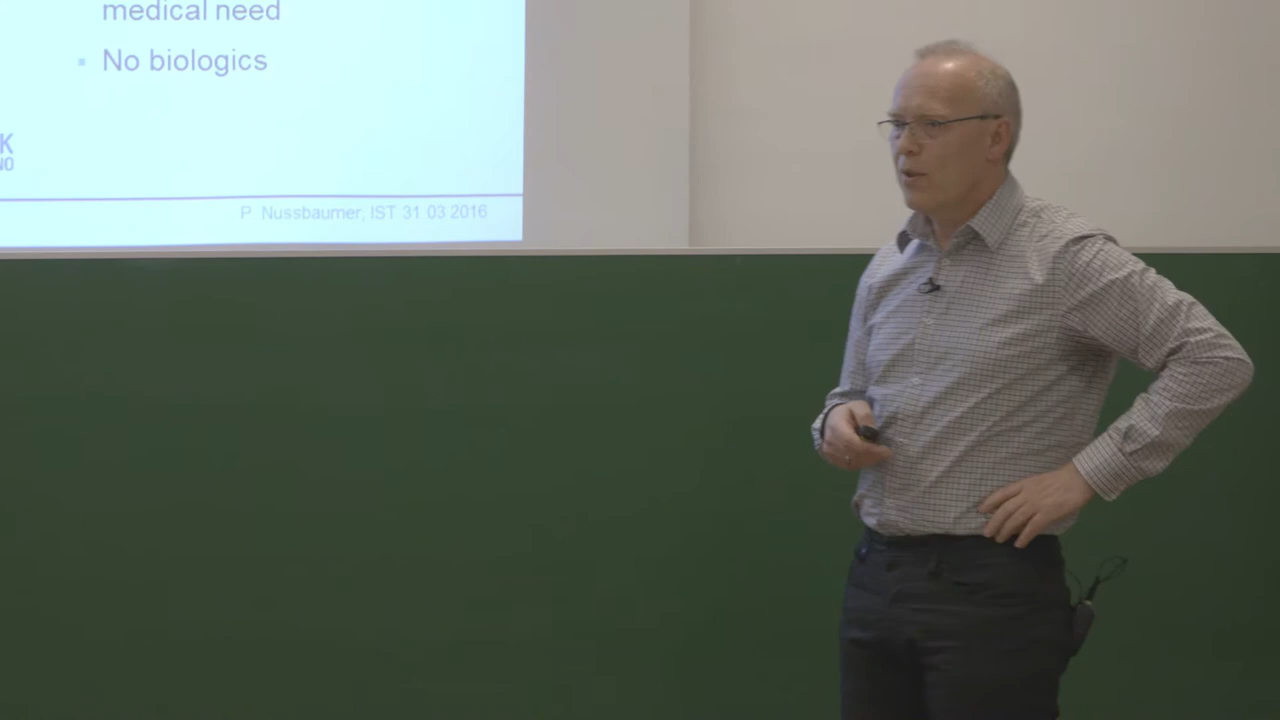 medical need
▪ No biologics
K
NO
P Nussbaumer, IST 31 03 2016